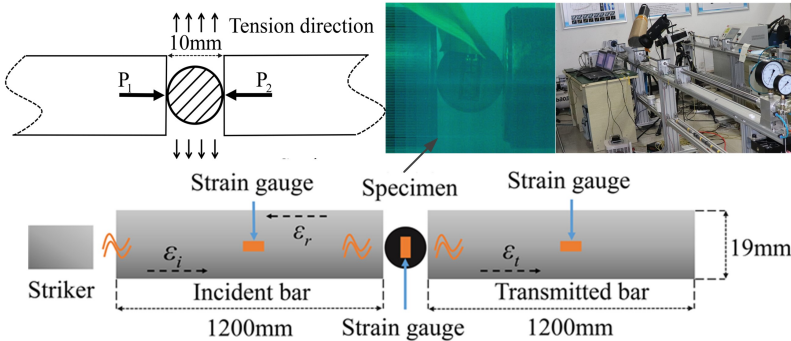 Tension direction
10mm
P1
P2
Strain gauge
Specimen
Strain gauge
εr
εi
εt
19mm
Striker
Incident bar
Transmitted bar
1200mm
Strain gauge
1200mm